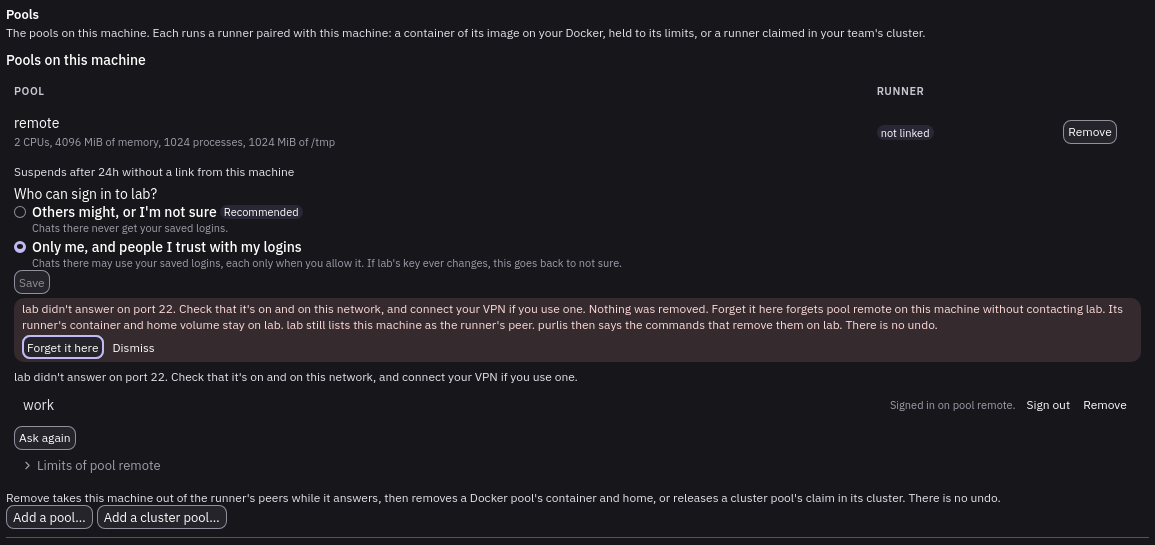 Pools
The pools on this machine. Each runs a runner paired with this machine: a container of its image on your Docker, held to its limits, or a runner claimed in your team's cluster.
Pools on this machine
POOL RUNNER
remote
2 CPUs, 4096 MiB of memory, 1024 processes, 1024 MiB of /tmp
not linked
Remove
Suspends after 24h without a link from this machine
Who can sign in to lab?
Others might, or I'm not sure Recommended
Chats there never get your saved logins.
Only me, and people I trust with my logins
Chats there may use your saved logins, each only when you allow it. If lab's key ever changes, this goes back to not sure.
Save
lab didn't answer on port 22. Check that it's on and on this network, and connect your VPN if you use one. Nothing was removed. Forget it here forgets pool remote on this machine without contacting lab. Its
runner's container and home volume stay on lab. lab still lists this machine as the runner's peer. purlis then says the commands that remove them on lab. There is no undo.
Forget it here Dismiss
lab didn't answer on port 22. Check that it's on and on this network, and connect your VPN if you use one.
work Signed in on pool remote. Sign out Remove
Ask again
Limits of pool remote
Remove takes this machine out of the runner's peers while it answers, then removes a Docker pool's container and home, or releases a cluster pool's claim in its cluster. There is no undo.
Add a pool... Add a cluster pool...